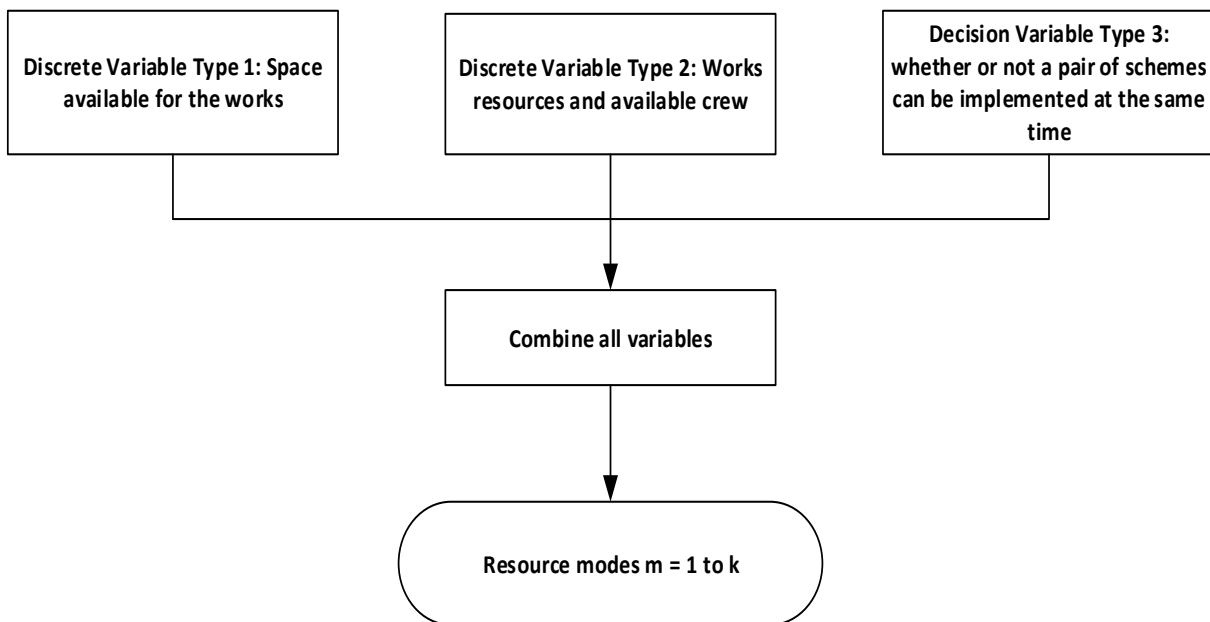 Discrete Variable Type 1: Space
available for the works
Discrete Variable Type 2: Works
resources and available crew
Decision Variable Type 3:
whether or not a pair of schemes
can be implemented at the same
time
Combine all variables
Resource modes m = 1 to k